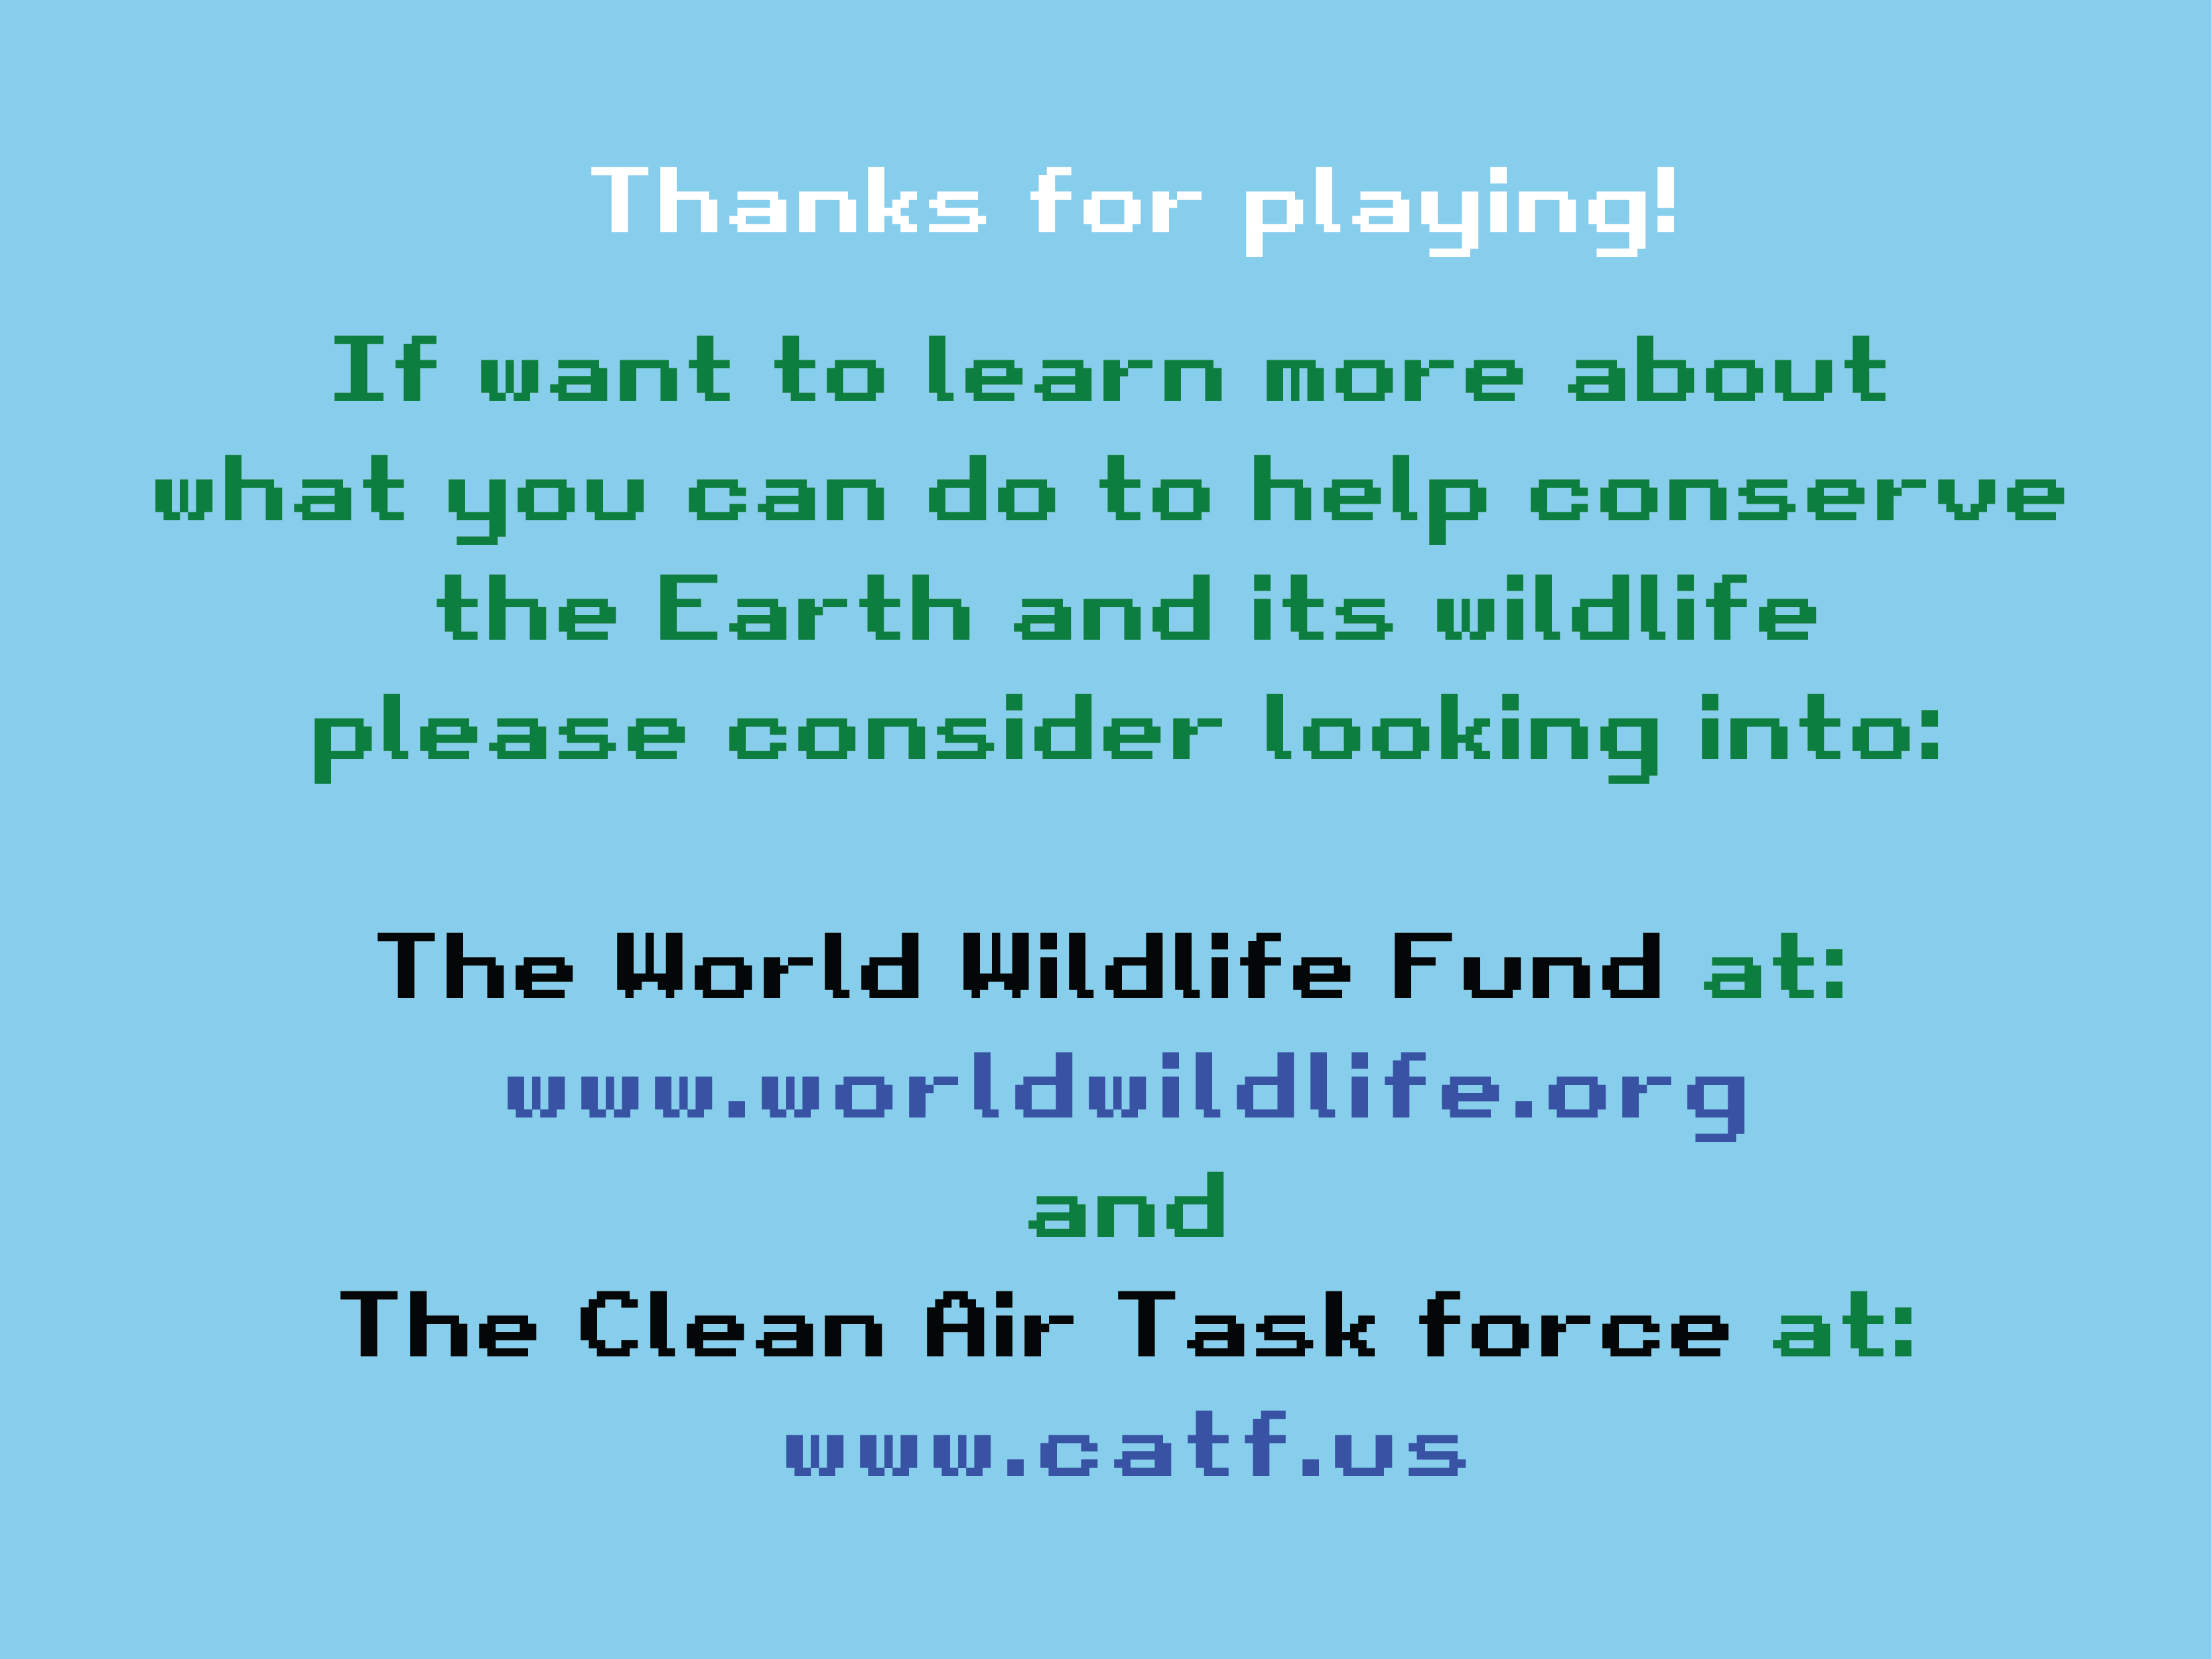 Thanks for playing!
If want to learn more about
what you can do to help conserve
the Earth and its wildlife
please consider looking into:
The World Wildlife Fund at:
www.worldwildlife.org
and
The Clean Air Task force at:
www.catf.us